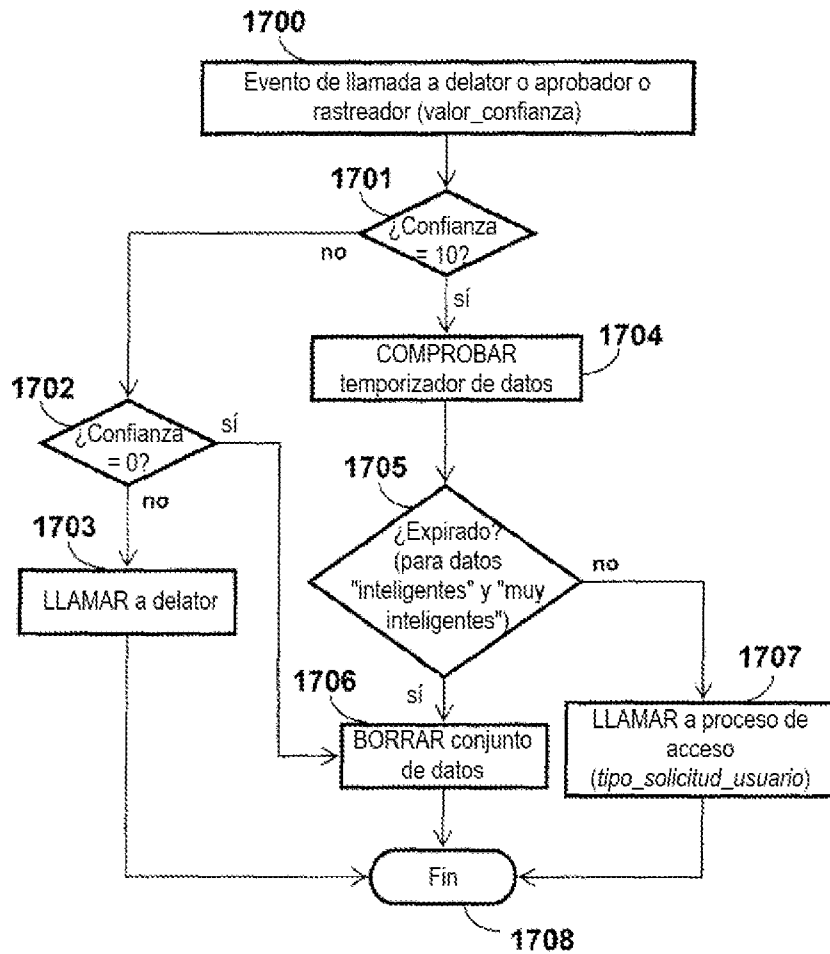 1700
Evento de llamada a delator o aprobador o
rastreador (valor_confianza)
1701
¿Confianza
= 10?
no
sí
COMPROBAR
temporizador de datos
1704
1702
¿Confianza
= 0?
sí
no
1703
LLAMAR a delator
1705
¿Expirado?
(para datos
"inteligentes" y "muy
inteligentes")
no
sí
1706
BORRAR conjunto
de datos
1707
LLAMAR a proceso de
acceso
(tipo_solicitud_usuario)
Fin
1708